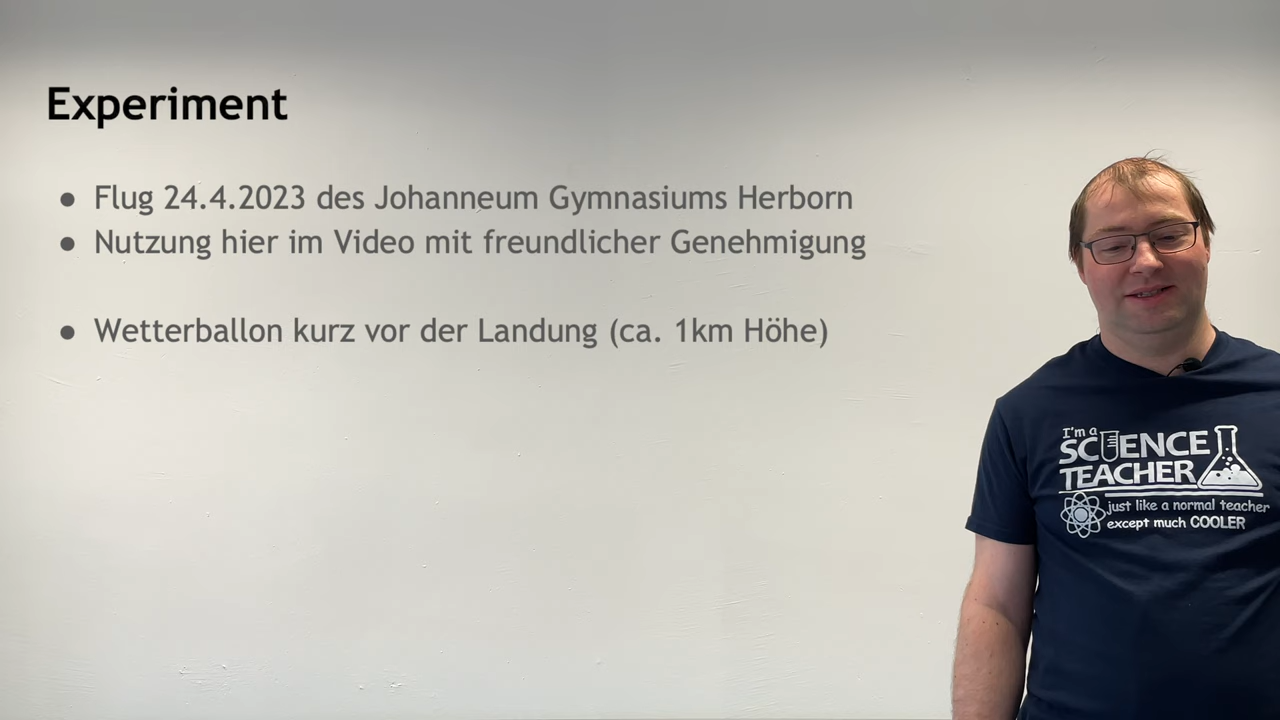 Experiment
● Flug 24.4.2023 des Johanneum Gymnasiums Herborn
● Nutzung hier im Video mit freundlicher Genehmigung
● Wetterballon kurz vor der Landung (ca. 1km Höhe)
I'm a
SCIENCE
TEACHER
just like a normal teacher
except much COOLER